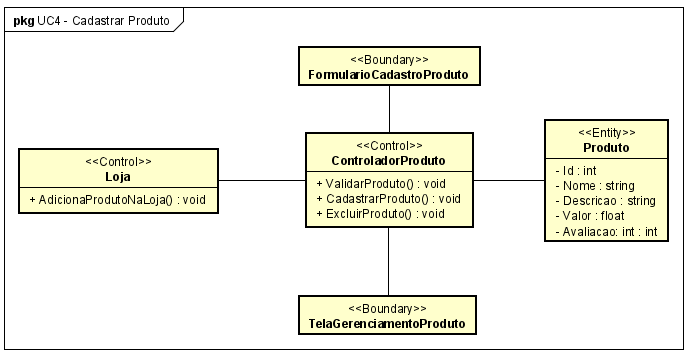 pkg UC4 - Cadastrar Produto
<<Boundary>>
FormularioCadastroProduto
<<Control>>
Loja
+ AdicionaProdutoNaLoja() : void
<<Control>>
ControladorProduto
+ ValidarProduto() : void
+ CadastrarProduto() : void
+ ExcluirProduto() : void
<<Entity>>
Produto
- Id : int
- Nome : string
- Descricao : string
- Valor : float
- Avaliacao: int : int
<<Boundary>>
TelaGerenciamentoProduto